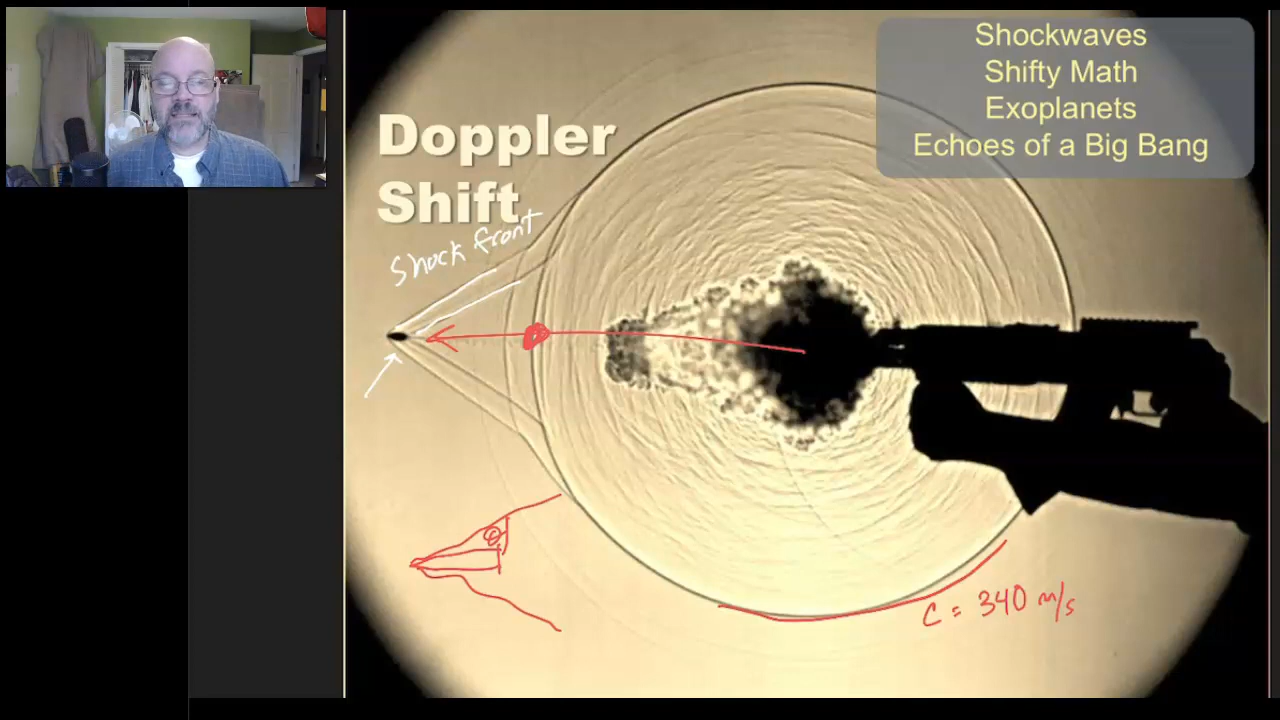 Shockwaves
Shifty Math
Exoplanets
Echoes of a Big Bang
Doppler
Shift
Shock front
θ
C = 340 m/s